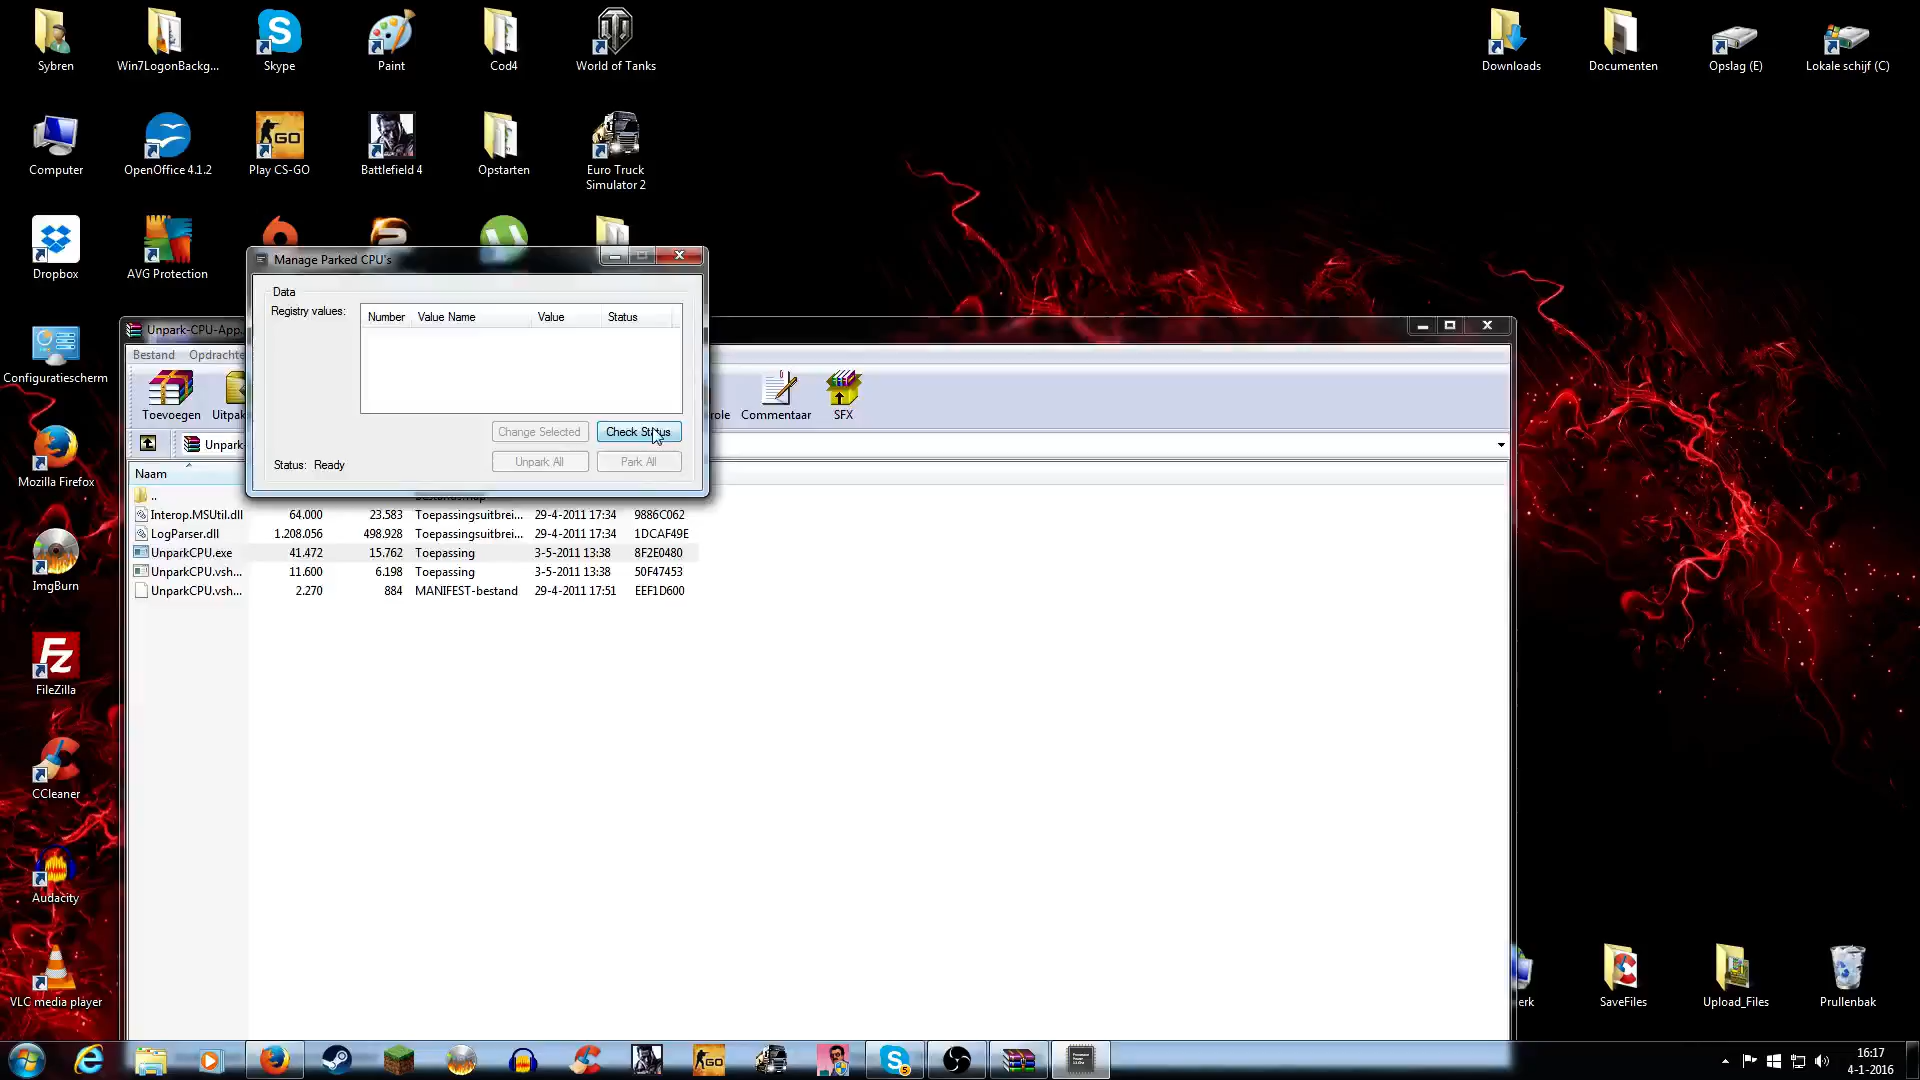 Sybren
Win7LogonBackg...
Skype
Paint
Cod4
World of Tanks
Downloads
Documenten
Opslag (E)
Lokale schijf (C)
Computer
OpenOffice 4.1.2
GO
Play CS-GO
Battlefield 4
Opstarten
Euro Truck
Simulator 2
Dropbox
AVG Protection
Manage Parked CPU's
Data
Registry values:
Number
Value Name
Value
Status
Change Selected
Check Status
Unpark All
Park All
Status: Ready
Unpark-CPU-App.
Bestand
Opdrachte
Toevoegen
Uitpak
role
Commentaar
SFX
Unpark-
Naam
..
Interop.MSUtil.dll 64.000 23.583 Toepassingsuitbrei... 29-4-2011 17:34 9886C062
LogParser.dll 1.208.056 498.928 Toepassingsuitbrei... 29-4-2011 17:34 1DCAF49E
UnparkCPU.exe 41.472 15.762 Toepassing 3-5-2011 13:38 8F2E0480
UnparkCPU.vsh... 11.600 6.198 Toepassing 3-5-2011 13:38 50F47453
UnparkCPU.vsh... 2.270 884 MANIFEST-bestand 29-4-2011 17:51 EEF1D600
Configuratiescherm
Mozilla Firefox
ImgBurn
Fz
FileZilla
CCleaner
Audacity
VLC media player
erk
SaveFiles
Upload_Files
Prullenbak
GO
5
16:17
4-1-2016